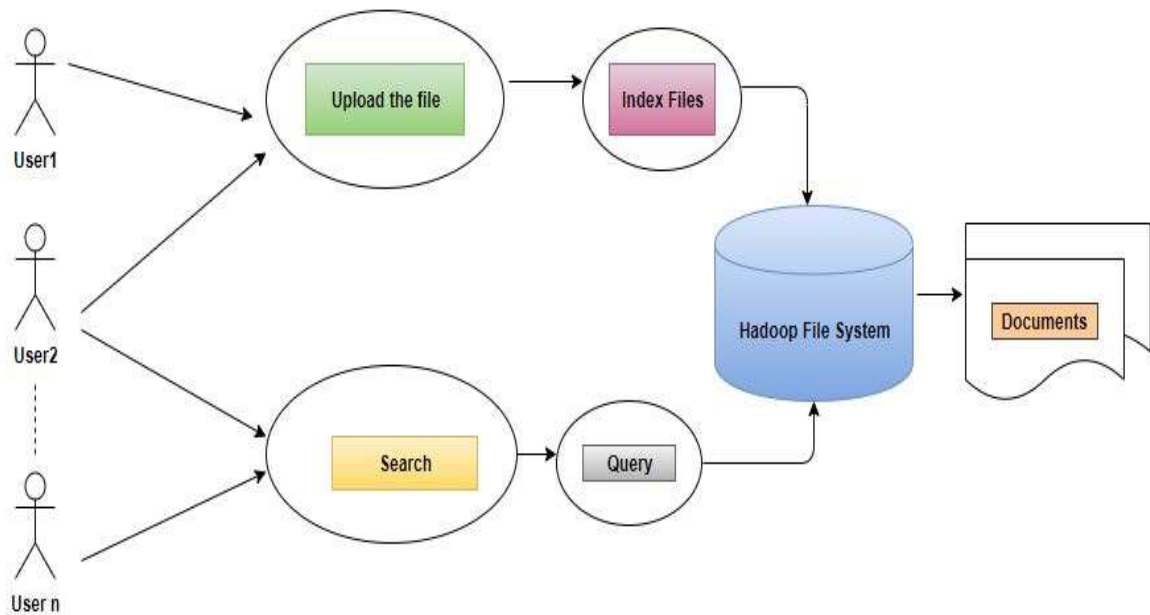 User1
Upload the file
Index Files
User2
Hadoop File System
Documents
Search
Query
User n